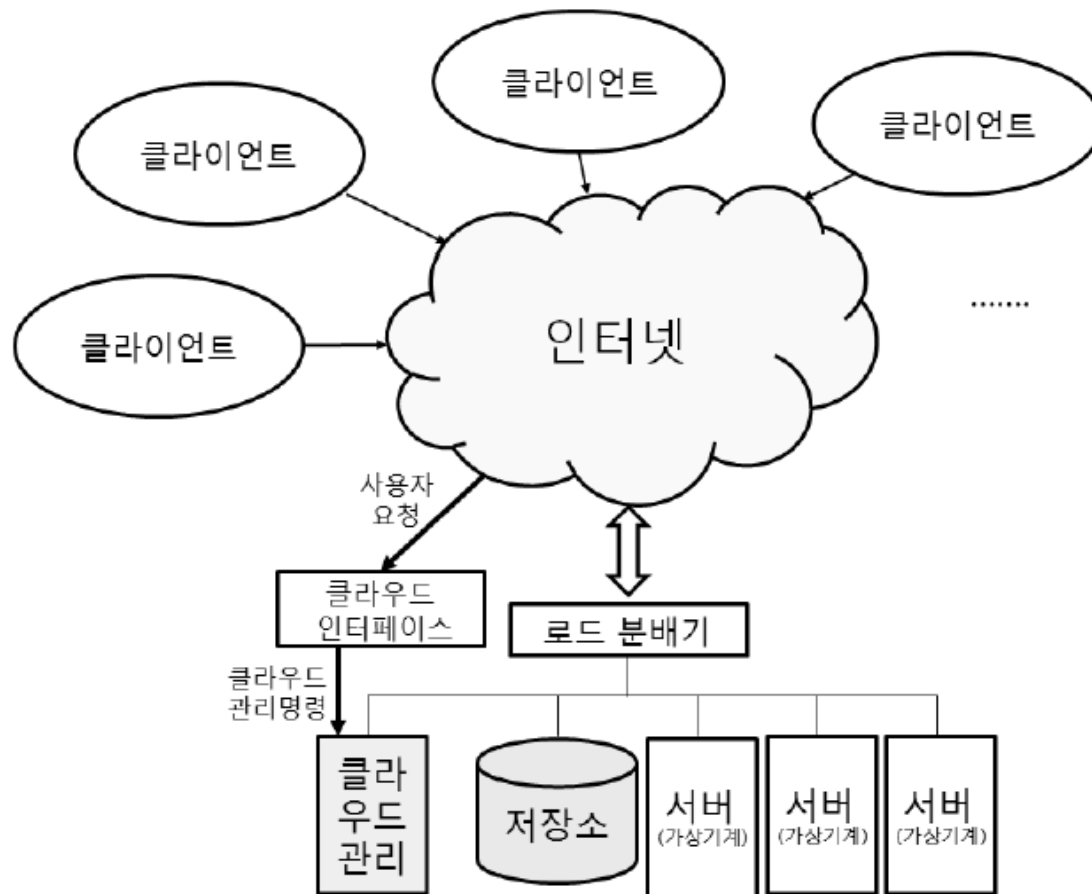 클라이언트
클라이언트
클라이언트
클라이언트
인터넷
.......
사용자
요청
클라우드
인터페이스
로드 분배기
클라우드
관리명령
클라
우드
관리
저장소
서버
(가상기계)
서버
(가상기계)
서버
(가상기계)